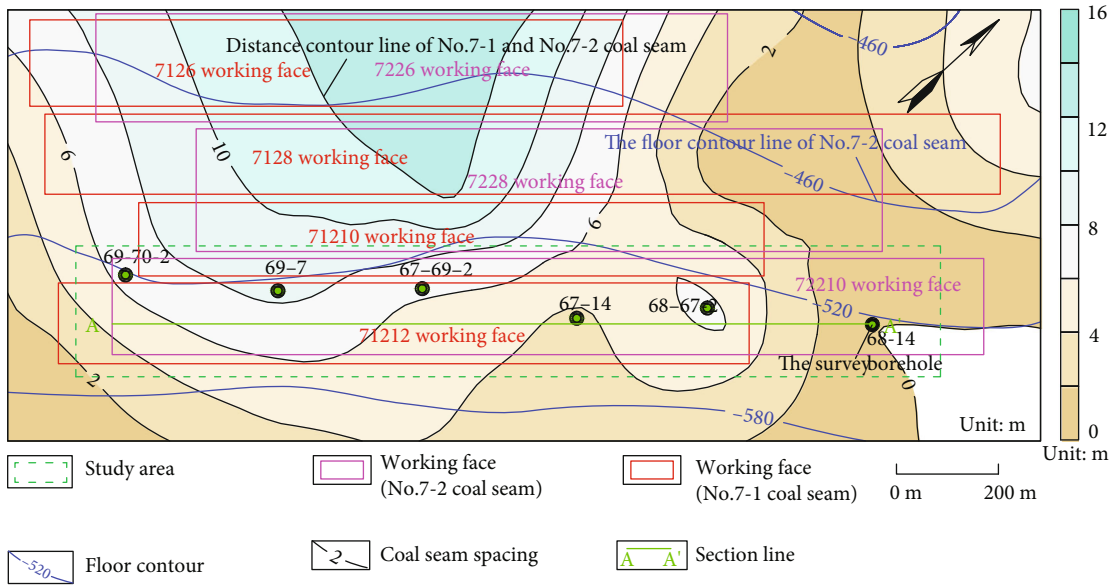 16
12
8
4
0
Unit: m
2
-460
Distance contour line of No.7-1 and No.7-2 coal seam
7126 working face
7226 working face
6
10
The floor contour line of No.7-2 coal seam
7128 working face
7228 working face
-460
6
71210 working face
69-70-2
69–7
67–69–2
72210 working face
67–14
68–67–2
-520
A
A'
71212 working face
68-14
The survey borehole
2
0
-580
Unit: m
Study area
Working face
(No.7-2 coal seam)
Working face
(No.7-1 coal seam)
0 m
200 m
-520
Floor contour
2
Coal seam spacing
A
A'
Section line